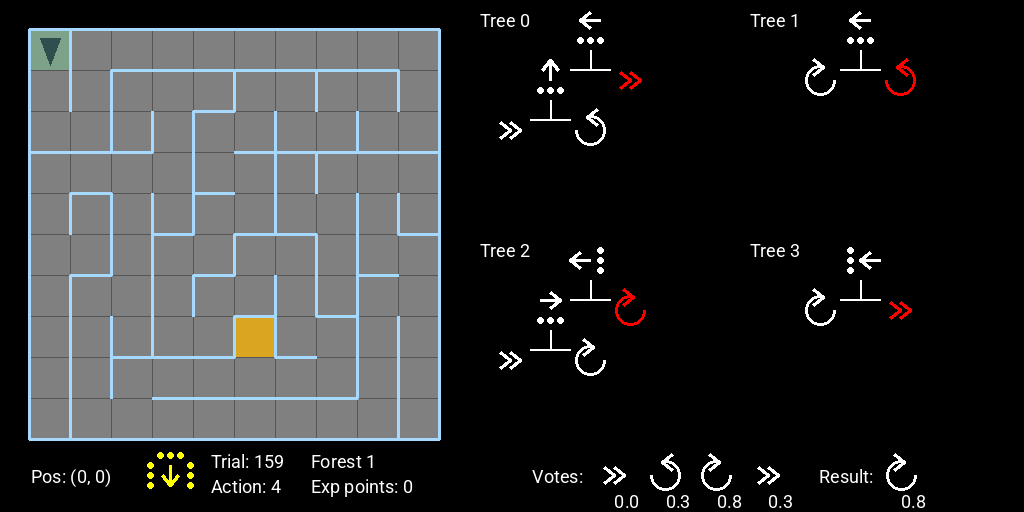 Tree 0
Tree 1
Tree 2
Tree 3
Pos: (0, 0)
Trial: 159
Forest 1
Action: 4
Exp points: 0
Votes:
0.0
0.3
0.8
0.3
Result:
0.8